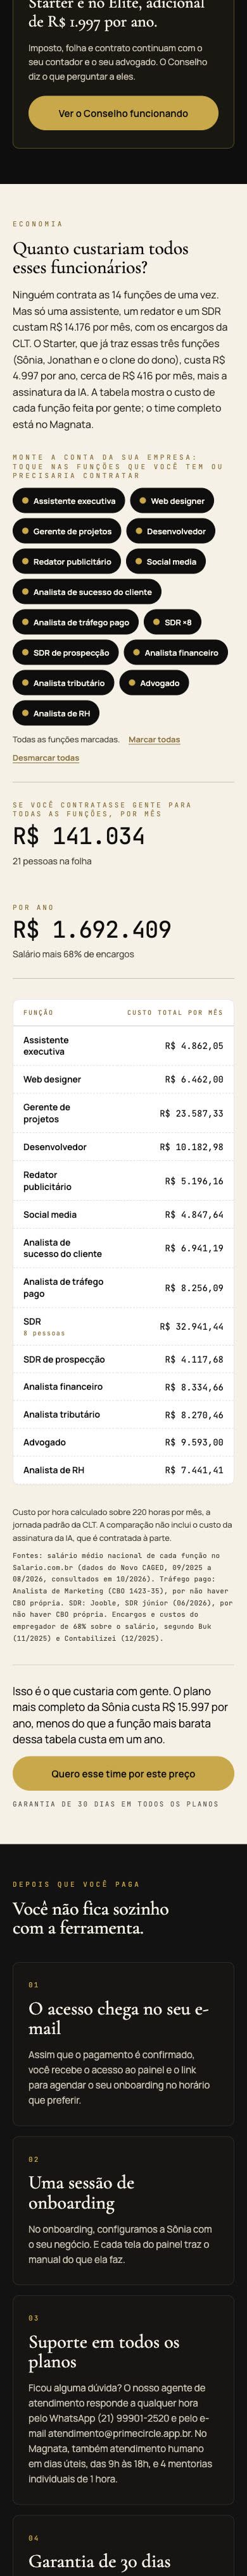 Starter e no Elite, adicional
de R$ 1.997 por ano.
Imposto, folha e contrato continuam com o
seu contador e o seu advogado. O Conselho
diz o que perguntar a eles.
Ver o Conselho funcionando
ECONOMIA
Quanto custariam todos
esses funcionários?
Ninguém contrata as 14 funções de uma vez.
Mas só uma assistente, um redator e um SDR
custam R$ 14.176 por mês, com os encargos da
CLT. O Starter, que já traz essas três funções
(Sônia, Jonathan e o clone do dono), custa R$
4.997 por ano, cerca de R$ 416 por mês, mais a
assinatura da IA. A tabela mostra o custo de
cada função feita por gente; o time completo
está no Magnata.
MONTE A CONTA DA SUA EMPRESA:
TOQUE NAS FUNÇÕES QUE VOCÊ TEM OU
PRECISARIA CONTRATAR
Assistente executiva
Web designer
Gerente de projetos
Desenvolvedor
Redator publicitário
Social media
Analista de sucesso do cliente
Analista de tráfego pago
SDR ×8
SDR de prospecção
Analista financeiro
Analista tributário
Advogado
Analista de RH
Todas as funções marcadas. Marcar todas
Desmarcar todas
SE VOCÊ CONTRATASSE GENTE PARA
TODAS AS FUNÇÕES, POR MÊS
R$ 141.034
21 pessoas na folha
POR ANO
R$ 1.692.409
Salário mais 68% de encargos
FUNÇÃO CUSTO TOTAL POR MÊS
Assistente
executiva
R$ 4.862,05
Web designer R$ 6.462,00
Gerente de
projetos
R$ 23.587,33
Desenvolvedor R$ 10.182,98
Redator
publicitário
R$ 5.196,16
Social media R$ 4.847,64
Analista de
sucesso do cliente
R$ 6.941,19
Analista de tráfego
pago
R$ 8.256,09
SDR
8 pessoas
R$ 32.941,44
SDR de prospecção R$ 4.117,68
Analista financeiro R$ 8.334,66
Analista tributário R$ 8.270,46
Advogado R$ 9.593,00
Analista de RH R$ 7.441,41
Custo por hora calculado sobre 220 horas por mês, a
jornada padrão da CLT. A comparação não inclui o custo da
assinatura da IA, que é contratada à parte.
Fontes: salário médio nacional de cada função no
Salario.com.br (dados do Novo CAGED, 09/2025 a
08/2026, consultados em 10/2026). Tráfego pago:
Analista de Marketing (CBO 1423-35), por não haver
CBO própria. SDR: Jooble, SDR júnior (06/2026), por
não haver CBO própria. Encargos e custos do
empregador de 68% sobre o salário, segundo Buk
(11/2025) e Contabilizei (12/2025).
Isso é o que custaria com gente. O plano
mais completo da Sônia custa R$ 15.997 por
ano, menos do que a função mais barata
dessa tabela custa em um ano.
Quero esse time por este preço
GARANTIA DE 30 DIAS EM TODOS OS PLANOS
DEPOIS QUE VOCÊ PAGA
Você não fica sozinho
com a ferramenta.
01
O acesso chega no seu e-
mail
Assim que o pagamento é confirmado,
você recebe o acesso ao painel e o link
para agendar o seu onboarding no horário
que preferir.
02
Uma sessão de
onboarding
No onboarding, configuramos a Sônia com
o seu negócio. E cada tela do painel traz o
manual do que ela faz.
03
Suporte em todos os
planos
Ficou alguma dúvida? O nosso agente de
atendimento responde a qualquer hora
pelo WhatsApp (21) 99901-2520 e pelo e-
mail atendimento@primecircle.app.br. No
Magnata, também atendimento humano
em dias úteis, das 9h às 18h, e 4 mentorias
individuais de 1 hora.
04
Garantia de 30 dias